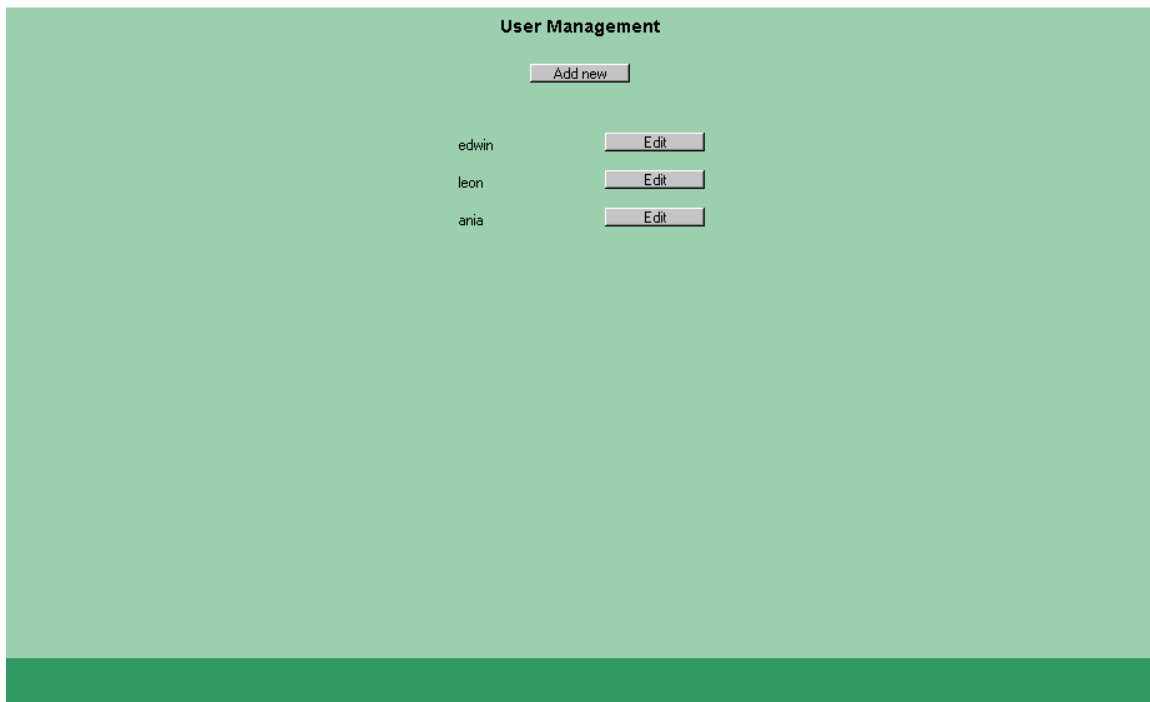 User Management
Add new
edwin Edit
leon Edit
ania Edit